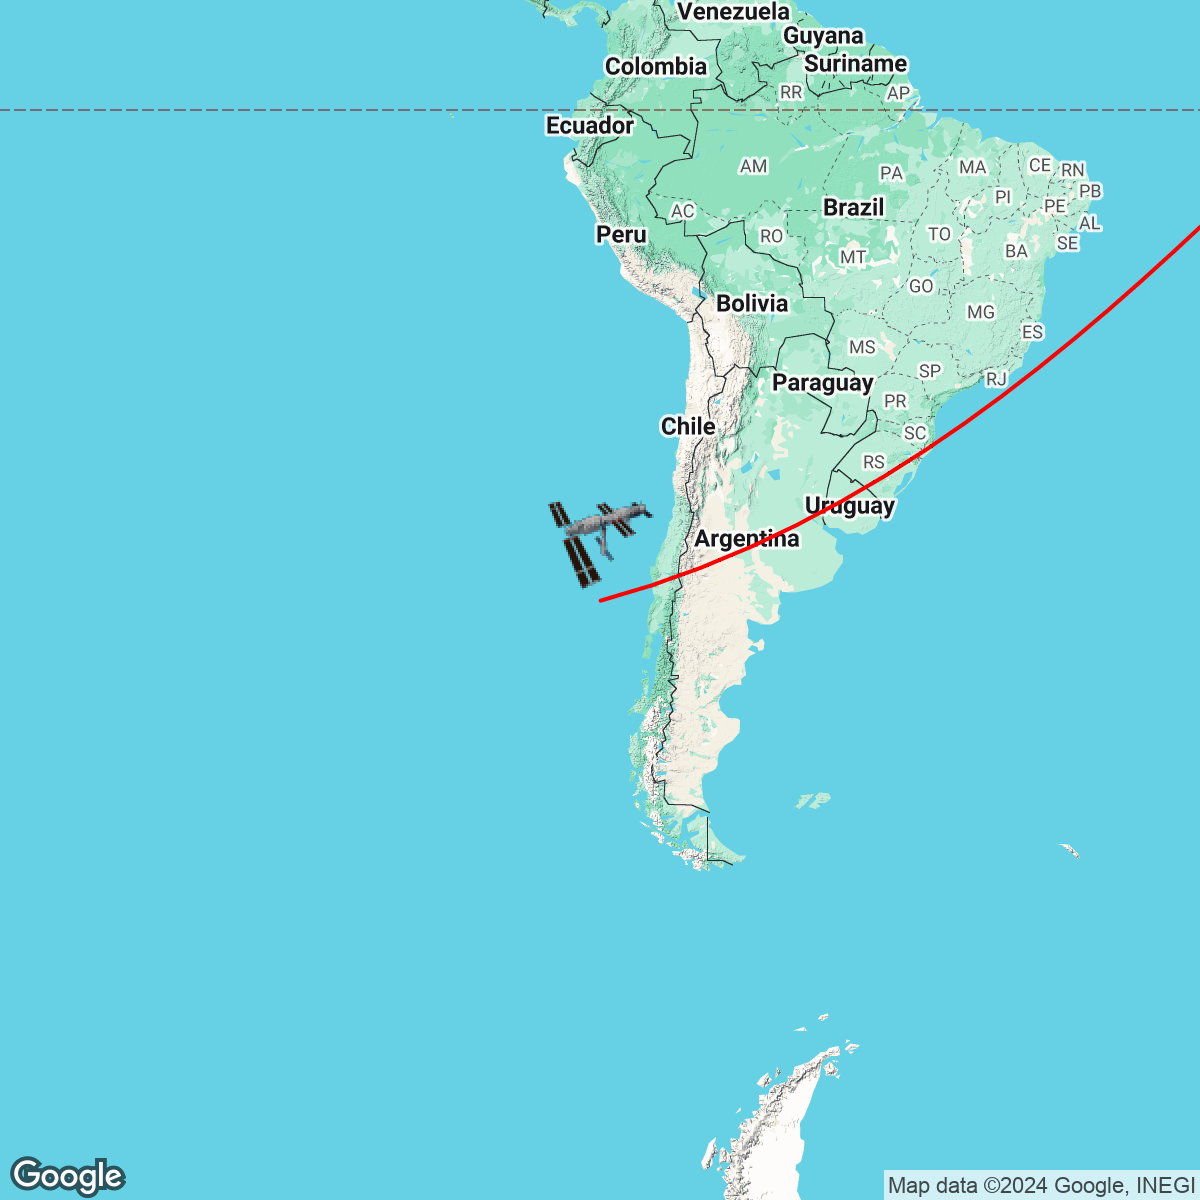 Venezuela
Guyana
Colombia
Suriname
RR
AP
Ecuador
AM
PA
MA
CE
RN
PI
PB
PE
AC
Brazil
AL
Peru
RO
TO
SE
MT
BA
GO
Bolivia
MG
ES
MS
SP
RJ
Paraguay
PR
Chile
SC
RS
Uruguay
Argentina
Google
Map data ©2024 Google, INEGI